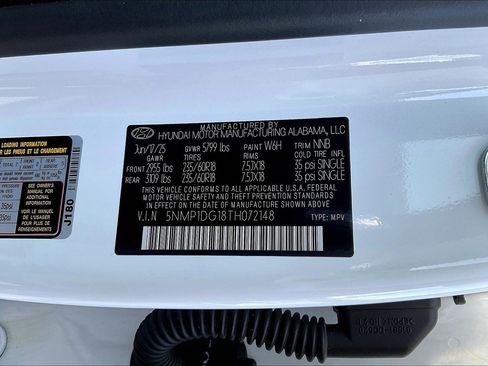 MANUFACTURED BY
HYUNDAI MOTOR MANUFACTURING ALABAMA, LLC
Jun/17/25 GVWR 5799 lbs PAINT W6H TRIM NNB
GAWR TIRES RIMS COLD TIRE INFL
FRONT 2955 lbs 235/60R18 7.5JX18 35 psi SINGLE
REAR 3109 lbs 235/60R18 7.5JX18 35 psi SINGLE
THIS VEHICLE CONFORMS TO ALL APPLICABLE U.S. FEDERAL
MOTOR VEHICLE SAFETY AND THEFT PREVENTION
STANDARDS IN EFFECT ON THE DATE OF MANUFACTURE
SHOWN ABOVE.
V.I.N 5NMP1DG18TH072148 TYPE: MPV
LOADING INFORMATION
SEE OWNER'S
MANUAL FOR
ADDITIONAL
INFORMATION
J180